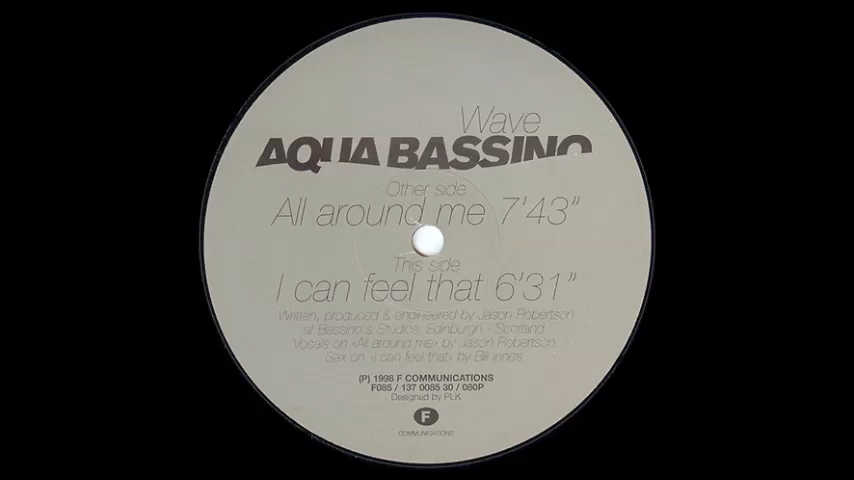 Wave
AQUA BASSINO
Other side
All around me 7'43"
This side
I can feel that 6'31"
Written, produced & engineered by Jason Robertson
at Bassino's Studios, Edinburgh - Scotland.
Vocals on «All around me» by Jason Robertson.
Sax on «I can feel that» by Bill Innes.
(P) 1998 F COMMUNICATIONS
F085 / 137 0085 30 / 080P
Designed by PLK
F
COMMUNICATIONS